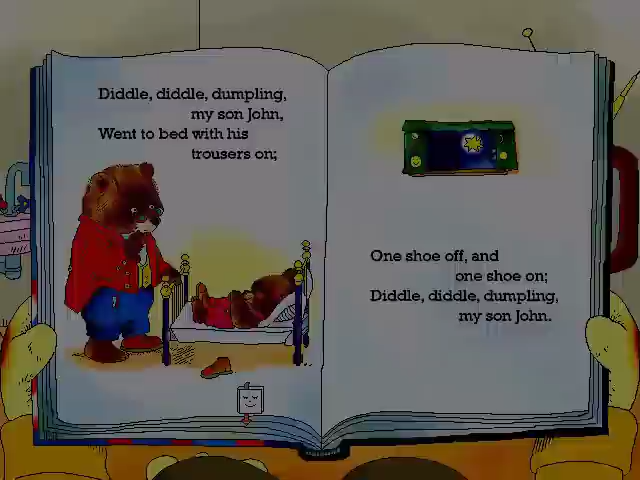 Diddle, diddle, dumpling,
my son John,
Went to bed with his
trousers on;
One shoe off, and
one shoe on;
Diddle, diddle, dumpling,
my son John.